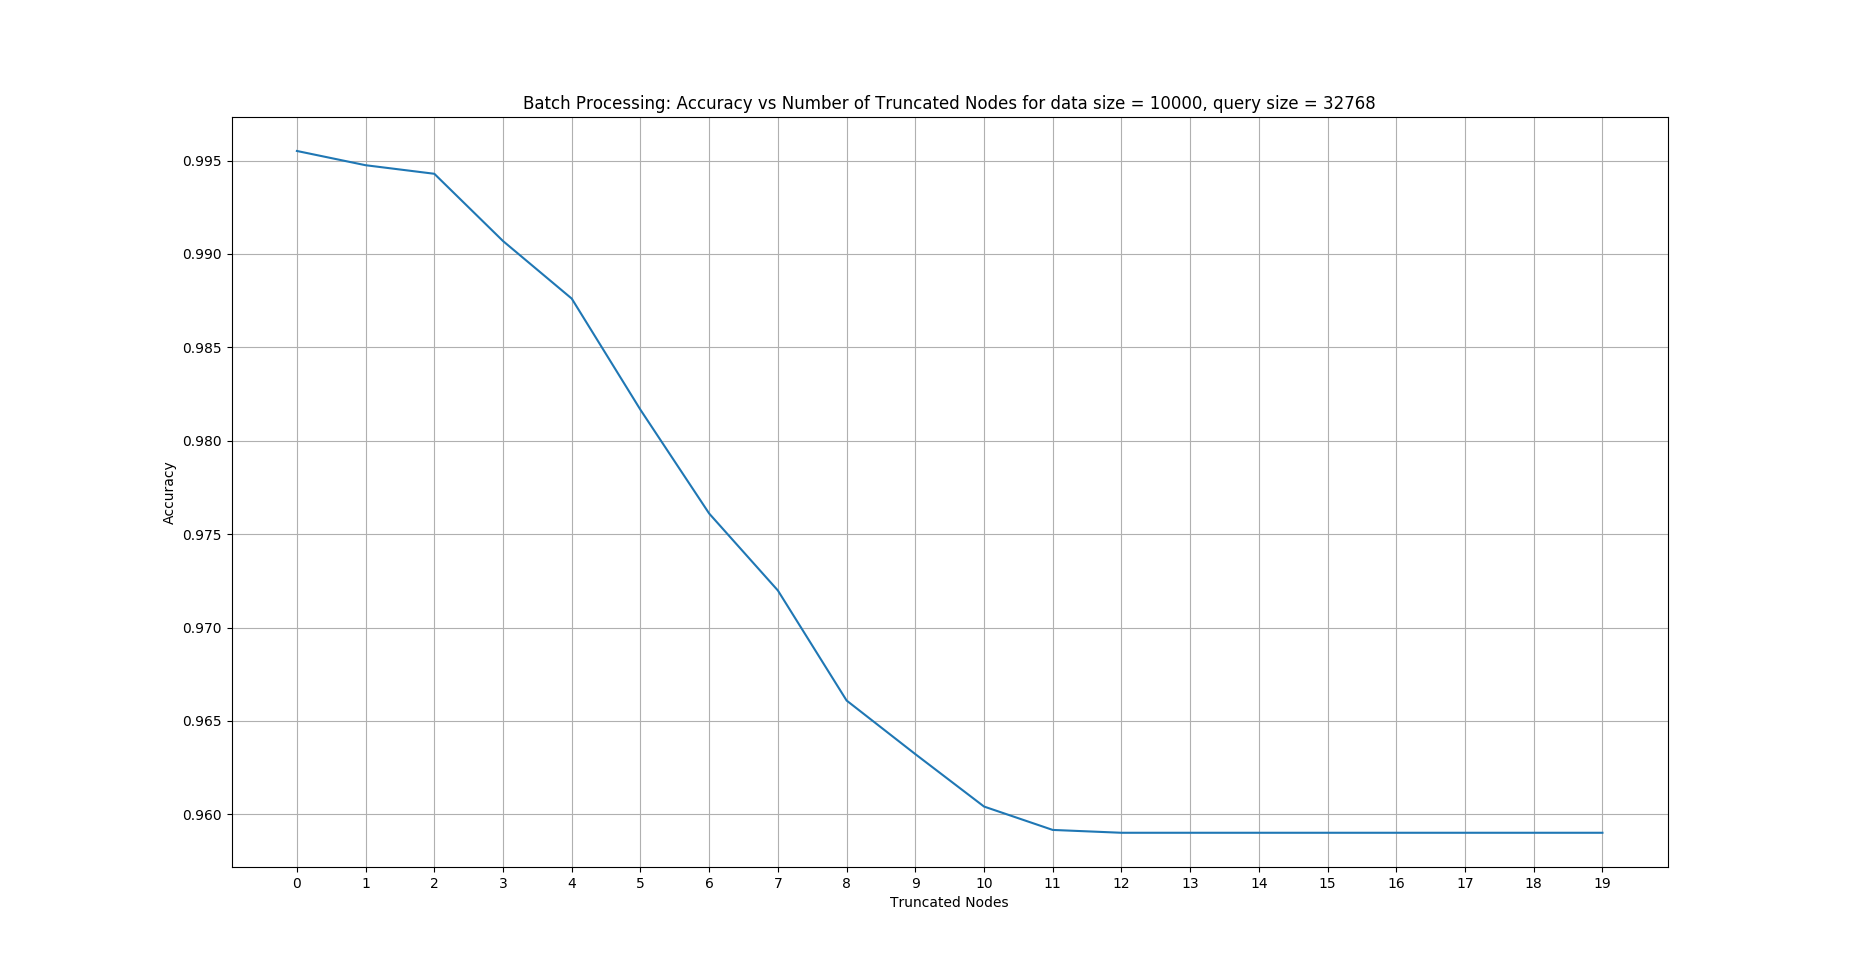 Batch Processing: Accuracy vs Number of Truncated Nodes for data size = 10000, query size = 32768
0.995
0.990
0.985
0.980
0.975
0.970
0.965
0.960
Accuracy
0 1 2 3 4 5 6 7 8 9 10 11 12 13 14 15 16 17 18 19
Truncated Nodes